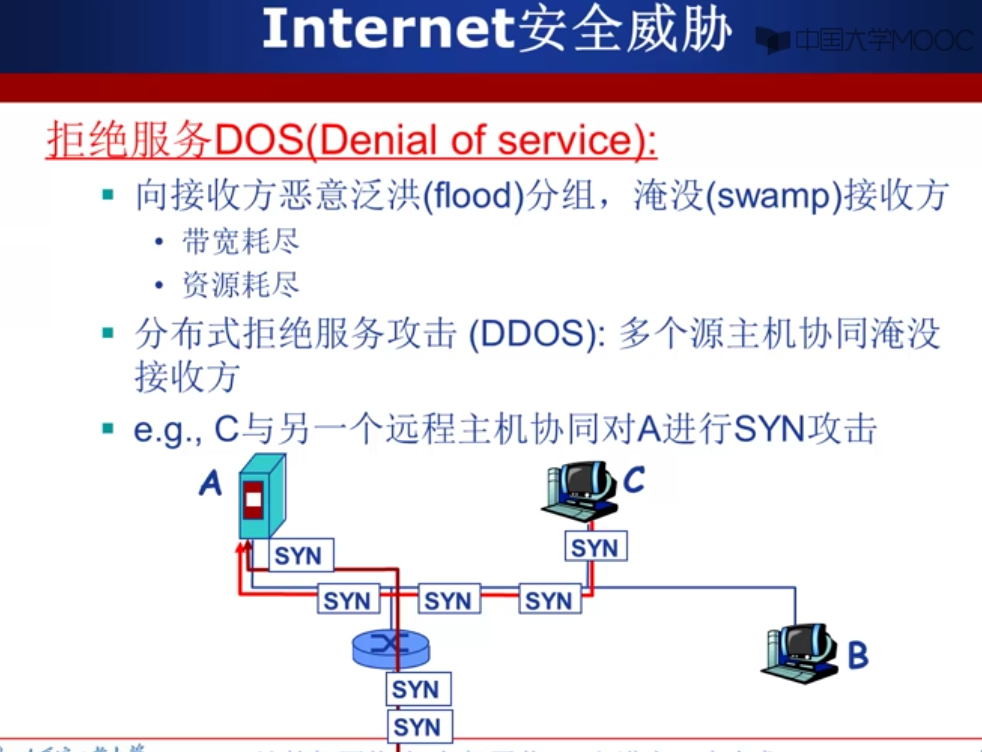 Internet安全威胁
中国大学MOOC
拒绝服务DOS(Denial of service):
向接收方恶意泛洪(flood)分组，淹没(swamp)接收方
• 带宽耗尽
• 资源耗尽
分布式拒绝服务攻击 (DDOS): 多个源主机协同淹没
接收方
e.g., C与另一个远程主机协同对A进行SYN攻击
A
C
SYN
SYN
SYN
SYN
SYN
B
SYN
SYN